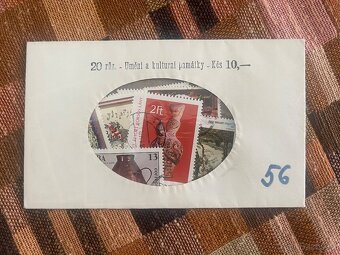 20 růz. - Umění a kulturní památky - Kčs 10,—
2Ft
13
56